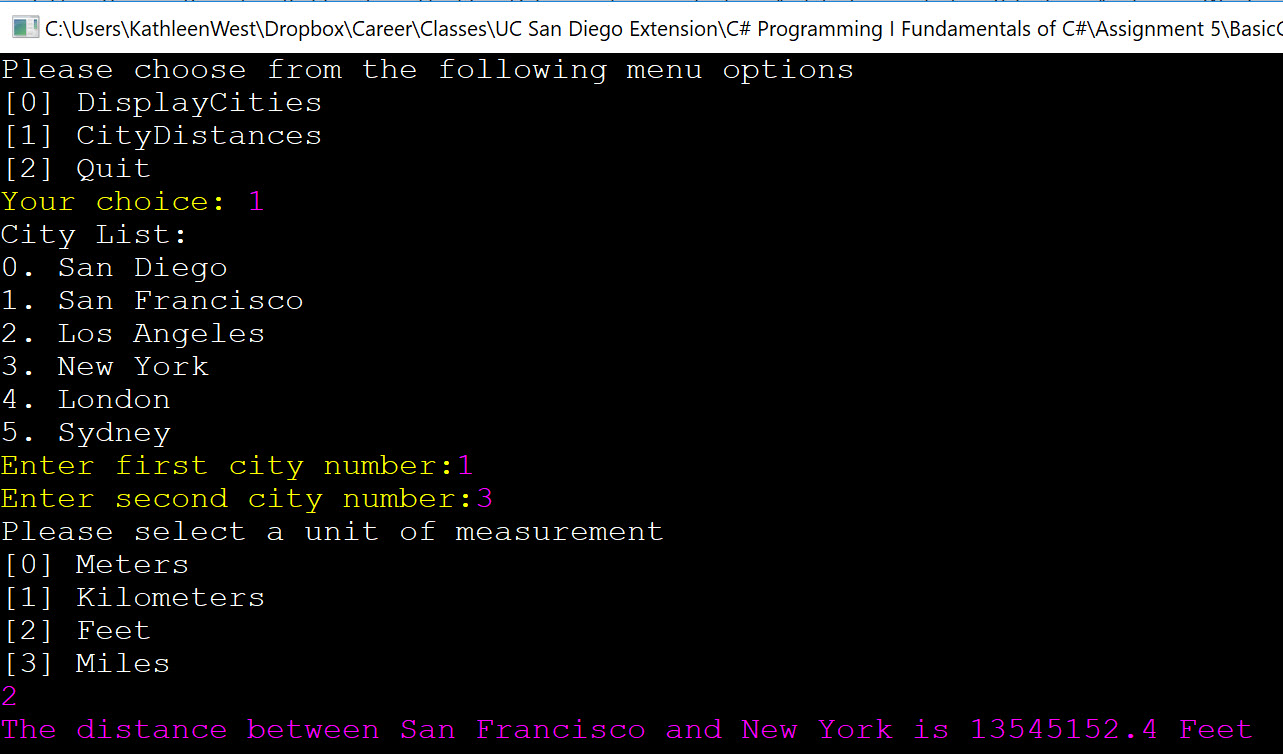 C:\Users\KathleenWest\Dropbox\Career\Classes\UC San Diego Extension\C# Programming I Fundamentals of C#\Assignment 5\Basic
Please choose from the following menu options
[0] DisplayCities
[1] CityDistances
[2] Quit
Your choice: 1
City List:
0. San Diego
1. San Francisco
2. Los Angeles
3. New York
4. London
5. Sydney
Enter first city number:1
Enter second city number:3
Please select a unit of measurement
[0] Meters
[1] Kilometers
[2] Feet
[3] Miles
2
The distance between San Francisco and New York is 13545152.4 Feet